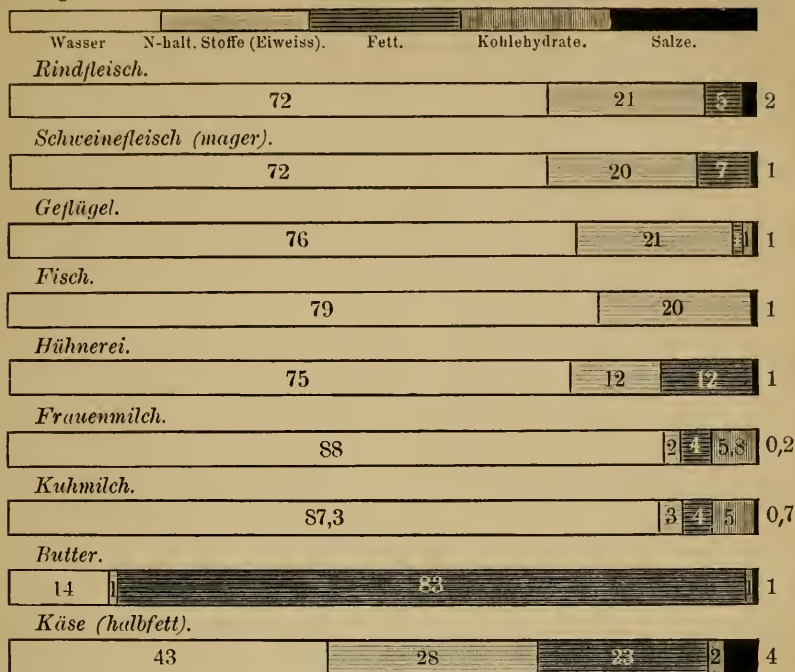 Wasser N-halt. Stoffe (Eiweiss). Fett. Kohlehydrate. Salze.
Rindfleisch.
72 21 5 2
Schweinefleisch (mager).
72 20 7 1
Geflügel.
76 21 1 1
Fisch.
79 20 1
Hühnerei.
75 12 12 1
Frauenmilch.
88 2 4 5,8 0,2
Kuhmilch.
87,3 3 4 5 0,7
Butter.
14 1 83 1 1
Käse (halbfett).
43 28 23 2 4